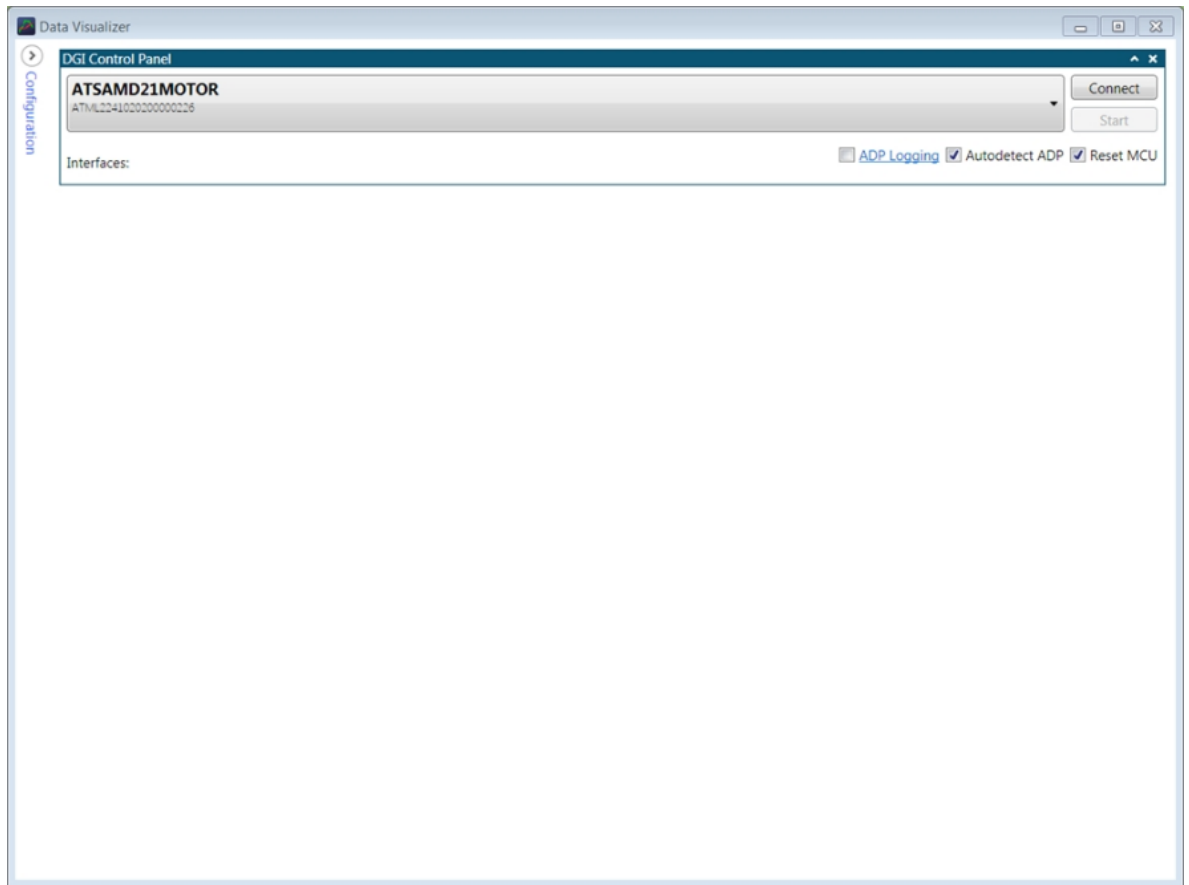 Data Visualizer
Configuration
DGI Control Panel
ATSAMD21MOTOR
ATML2241020200000226
Connect
Start
Interfaces:
ADP Logging Autodetect ADP Reset MCU